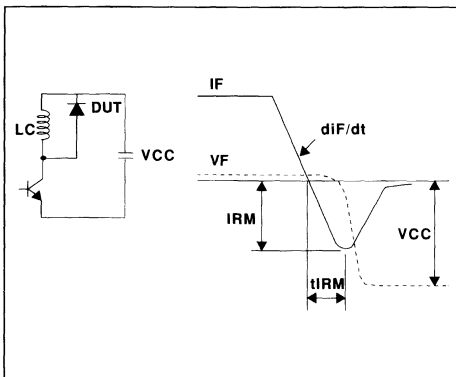 DUT
LC
VCC
IF
diF/dt
VF
IRM
VCC
tIRM